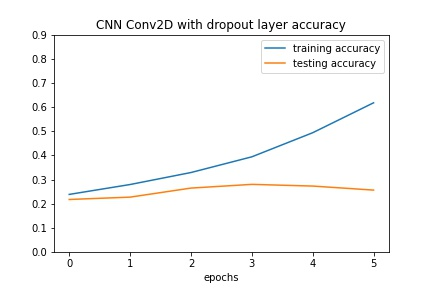 CNN Conv2D with dropout layer accuracy
training accuracy
testing accuracy
0.9
0.8
0.7
0.6
0.5
0.4
0.3
0.2
0.1
0.0
0 1 2 3 4 5
epochs